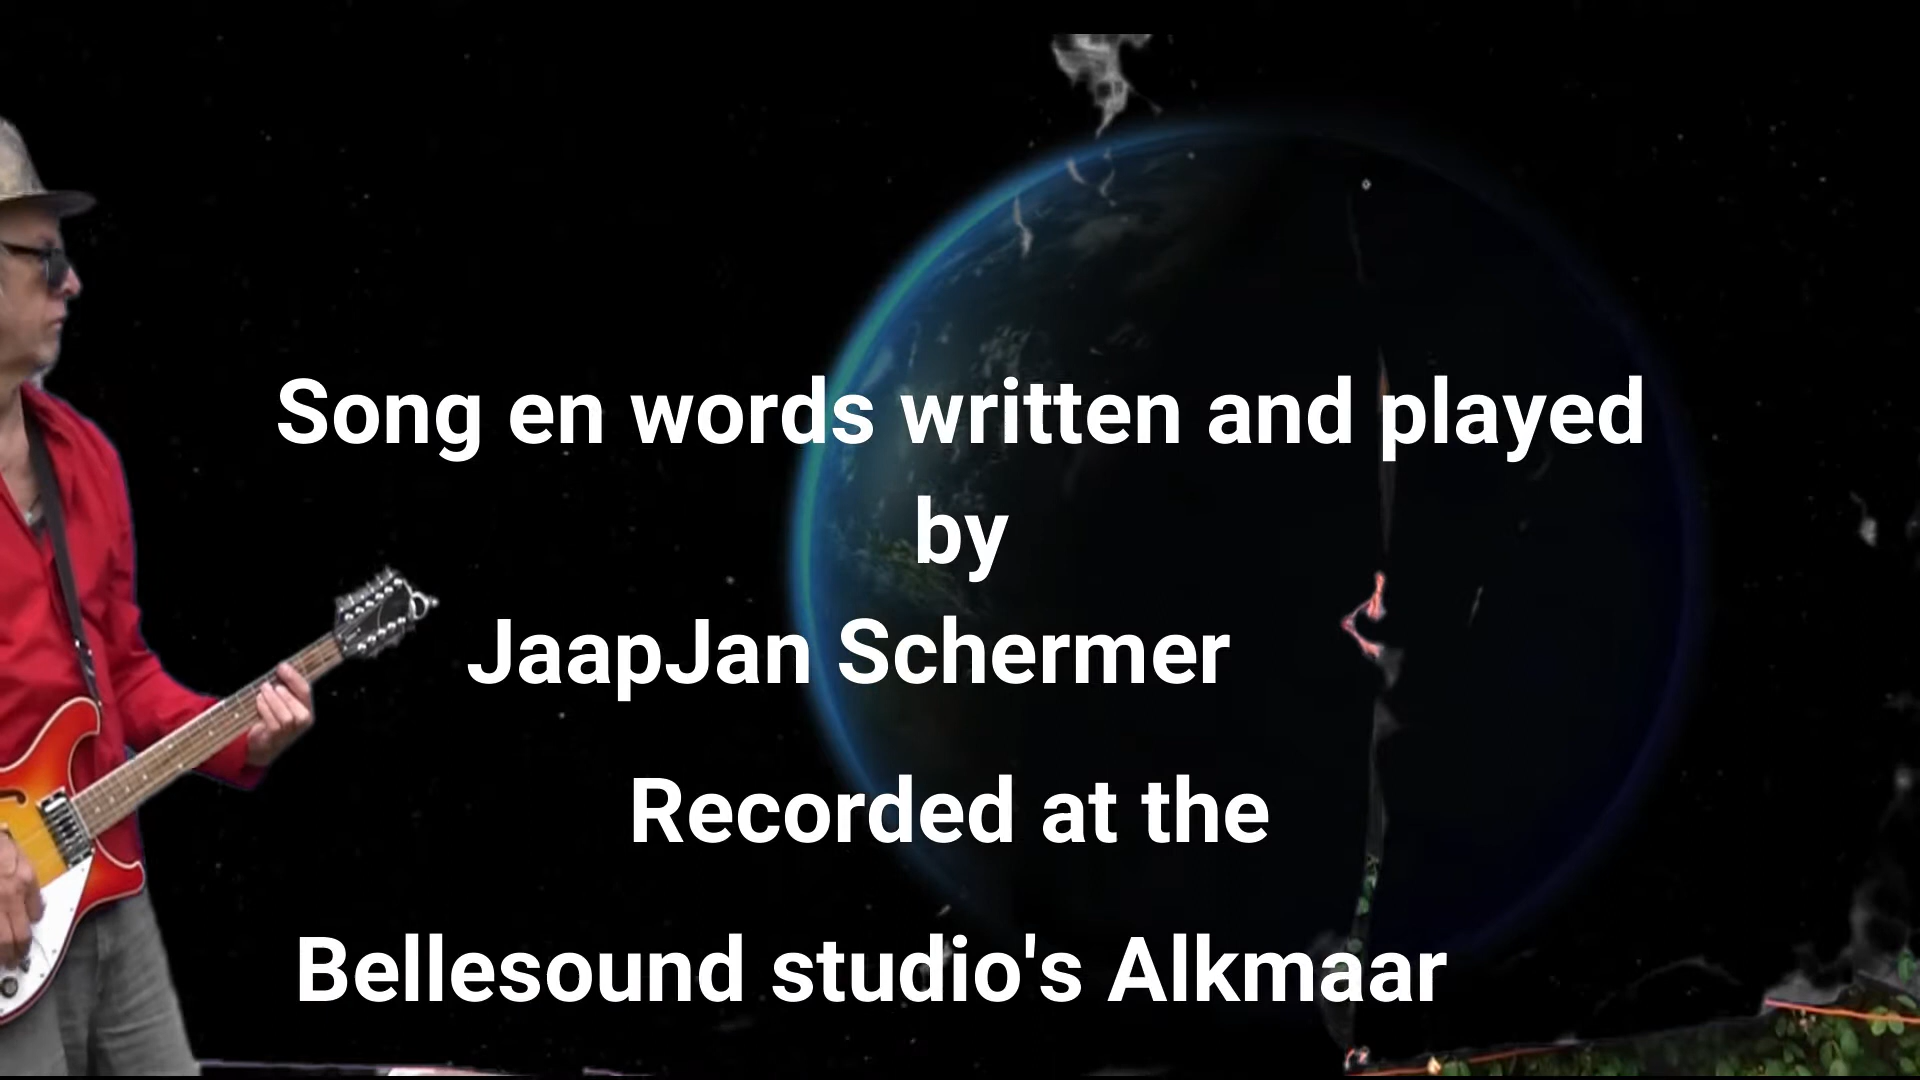 Song en words written and played
by
JaapJan Schermer
Recorded at the
Bellesound studio's Alkmaar